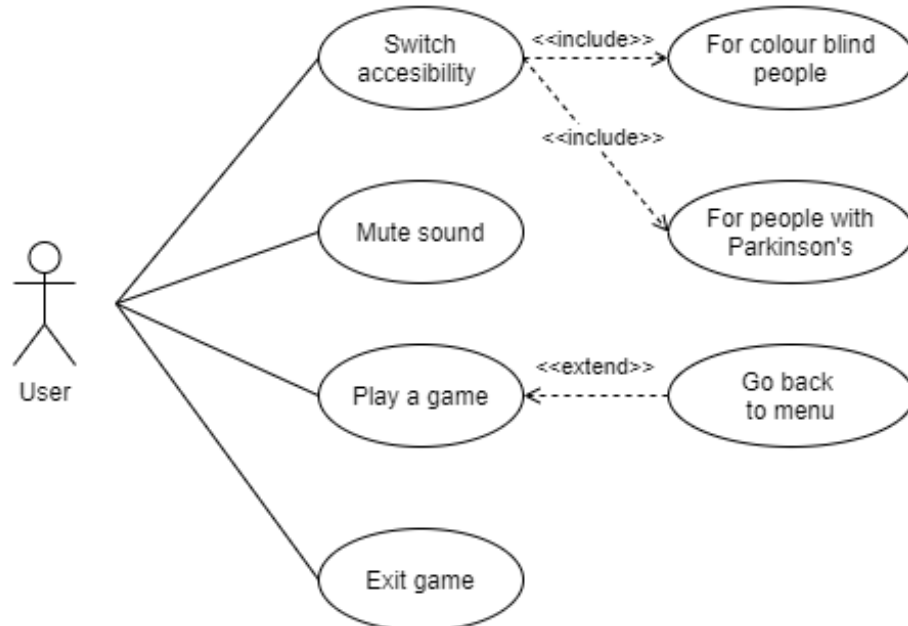 Switch
accesibility
<<include>>
For colour blind
people
<<include>>
Mute sound
For people with
Parkinson's
User
Play a game
<<extend>>
Go back
to menu
Exit game